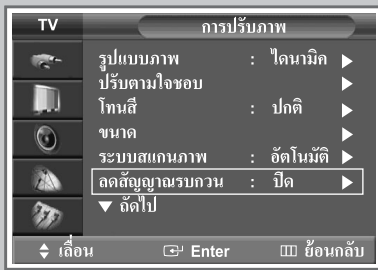 TV การปรับภาพ
รูปแบบภาพ : ไดนามิค ▶
ปรับตามใจชอบ ▶
โทนสี : ปกติ ▶
ขนาด ▶
ระบบสแกนภาพ : อัตโนมัติ ▶
ลดสัญญาณรบกวน : ปิด ▶
▼ ถัดไป
เลื่อน Enter ย้อนกลับ